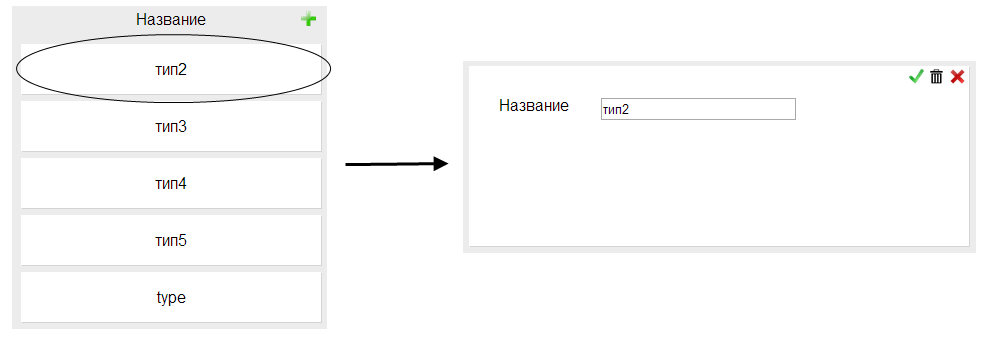 Название
тип2
тип3
тип4
тип5
type
Название тип2